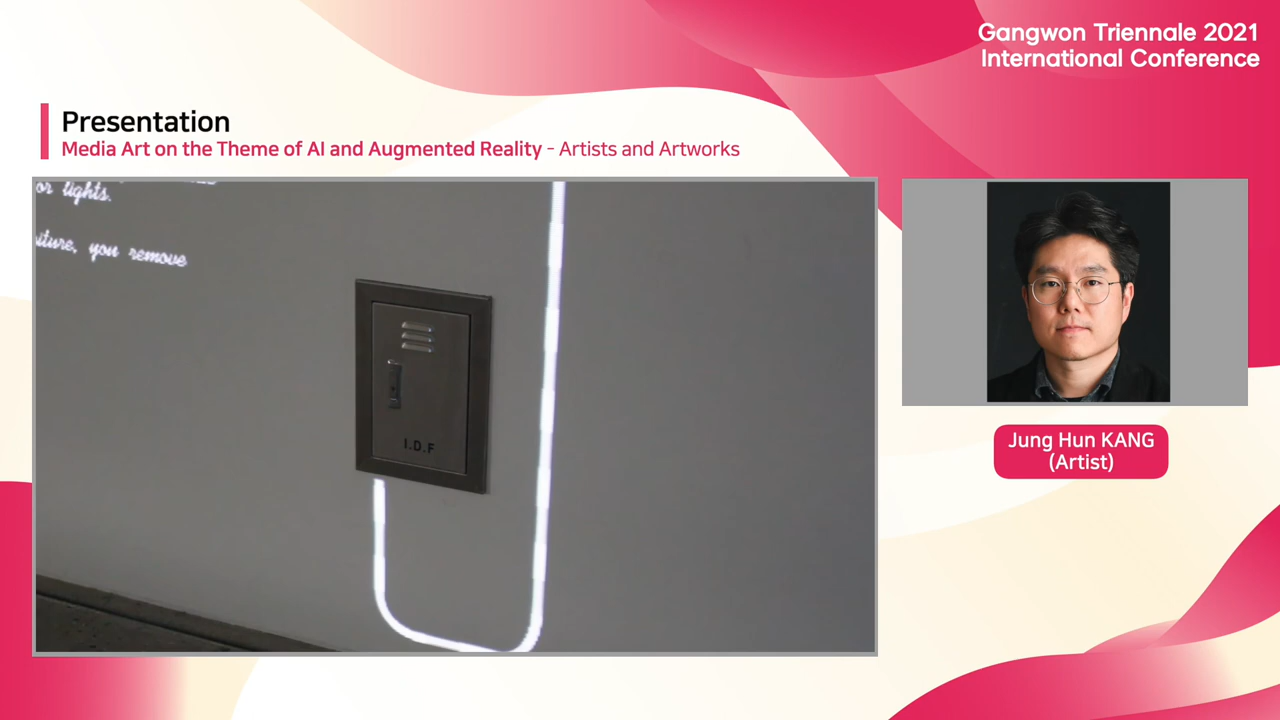 Gangwon Triennale 2021
International Conference
Presentation
Media Art on the Theme of AI and Augmented Reality - Artists and Artworks
or lights.
you remove
I.D.F
Jung Hun KANG
(Artist)